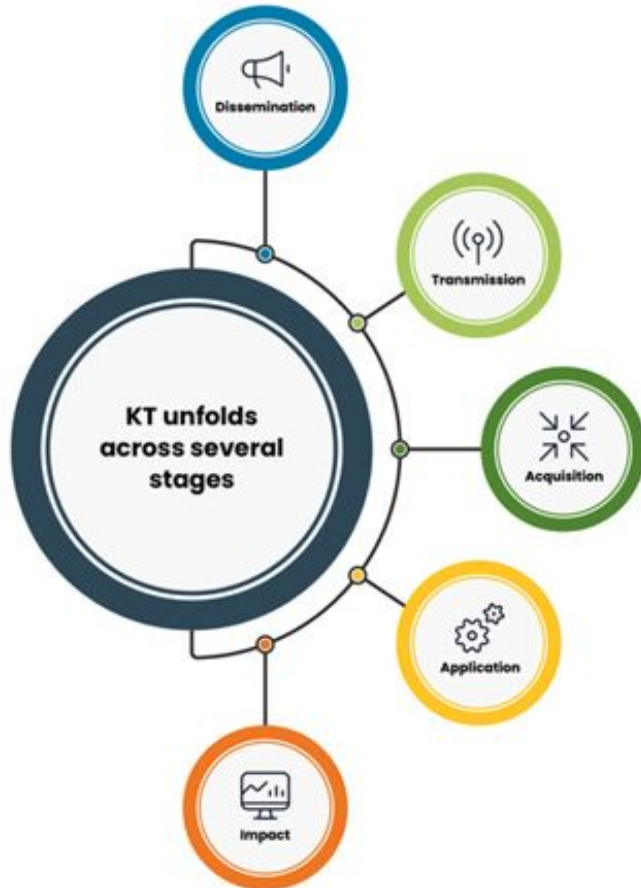 Dissemination
Transmission
KT unfolds
across several
stages
Acquisition
Application
Impact